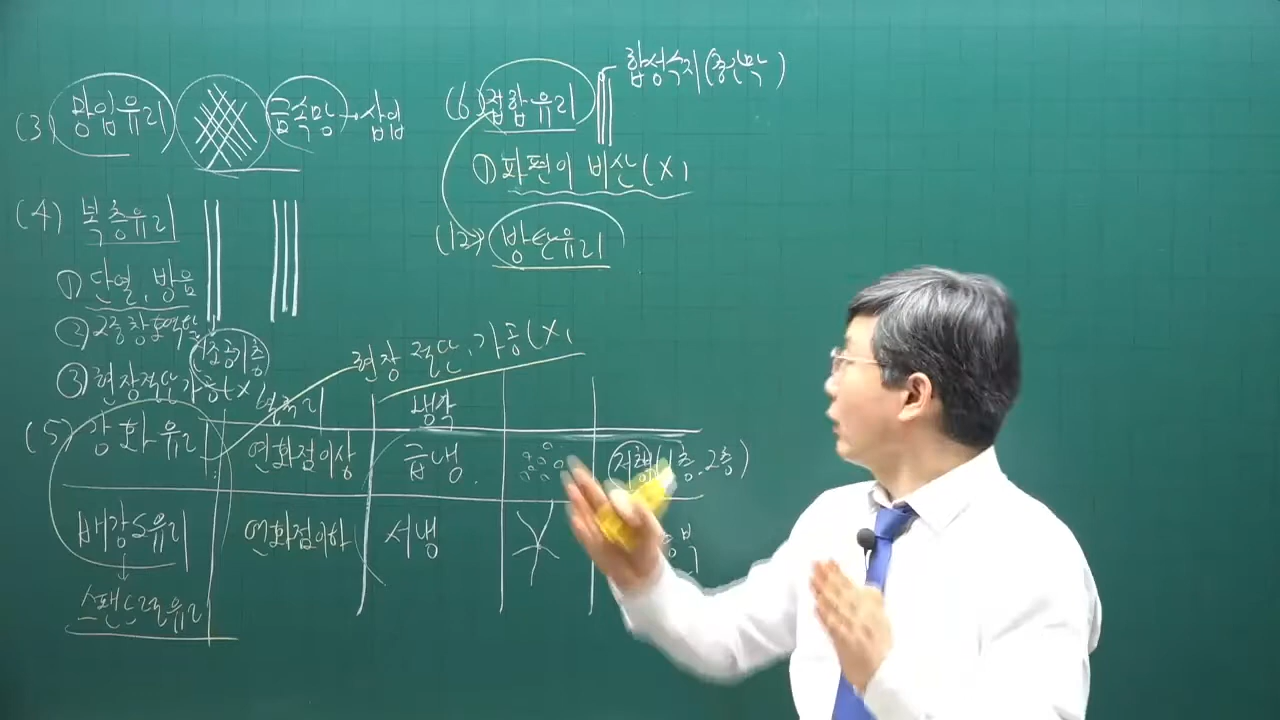 (3) 망입유리 금속망→삽입
(4) 복층유리
① 단열, 방음
② 2중창호역할
건공기층
③ 현장절단 가공(X)
(5) 강화유리
배강도유리
↓
스팬드럴유리
현장 절단, 가공(X)
열처리 냉각
연화점이상 급냉 저층(1층, 2층)
연화점이하 서냉
(6) 접합유리 합성수지(중간막)
① 파편이 비산(X)
(12) 방탄유리